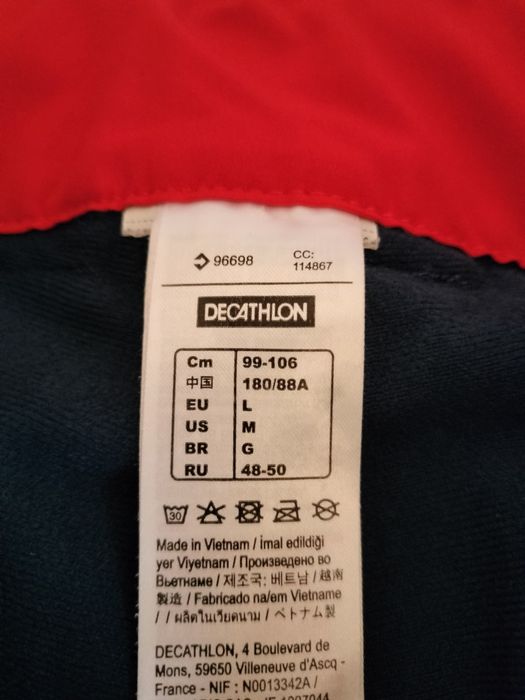 96698 CC:
114867
DECATHLON
Cm 99-106
中国 180/88A
EU L
US M
BR G
RU 48-50
30
Made in Vietnam / İmal edildiği
yer Viyetnam / Произведено во
Вьетнаме / 제조국: 베트남 / 越南
製造 / Fabricado na/em Vietname
/ / ผลิตในเวียดนาม / ベトナム製
DECATHLON, 4 Boulevard de
Mons, 59650 Villeneuve d'Ascq -
France - NIF : N0013342A /